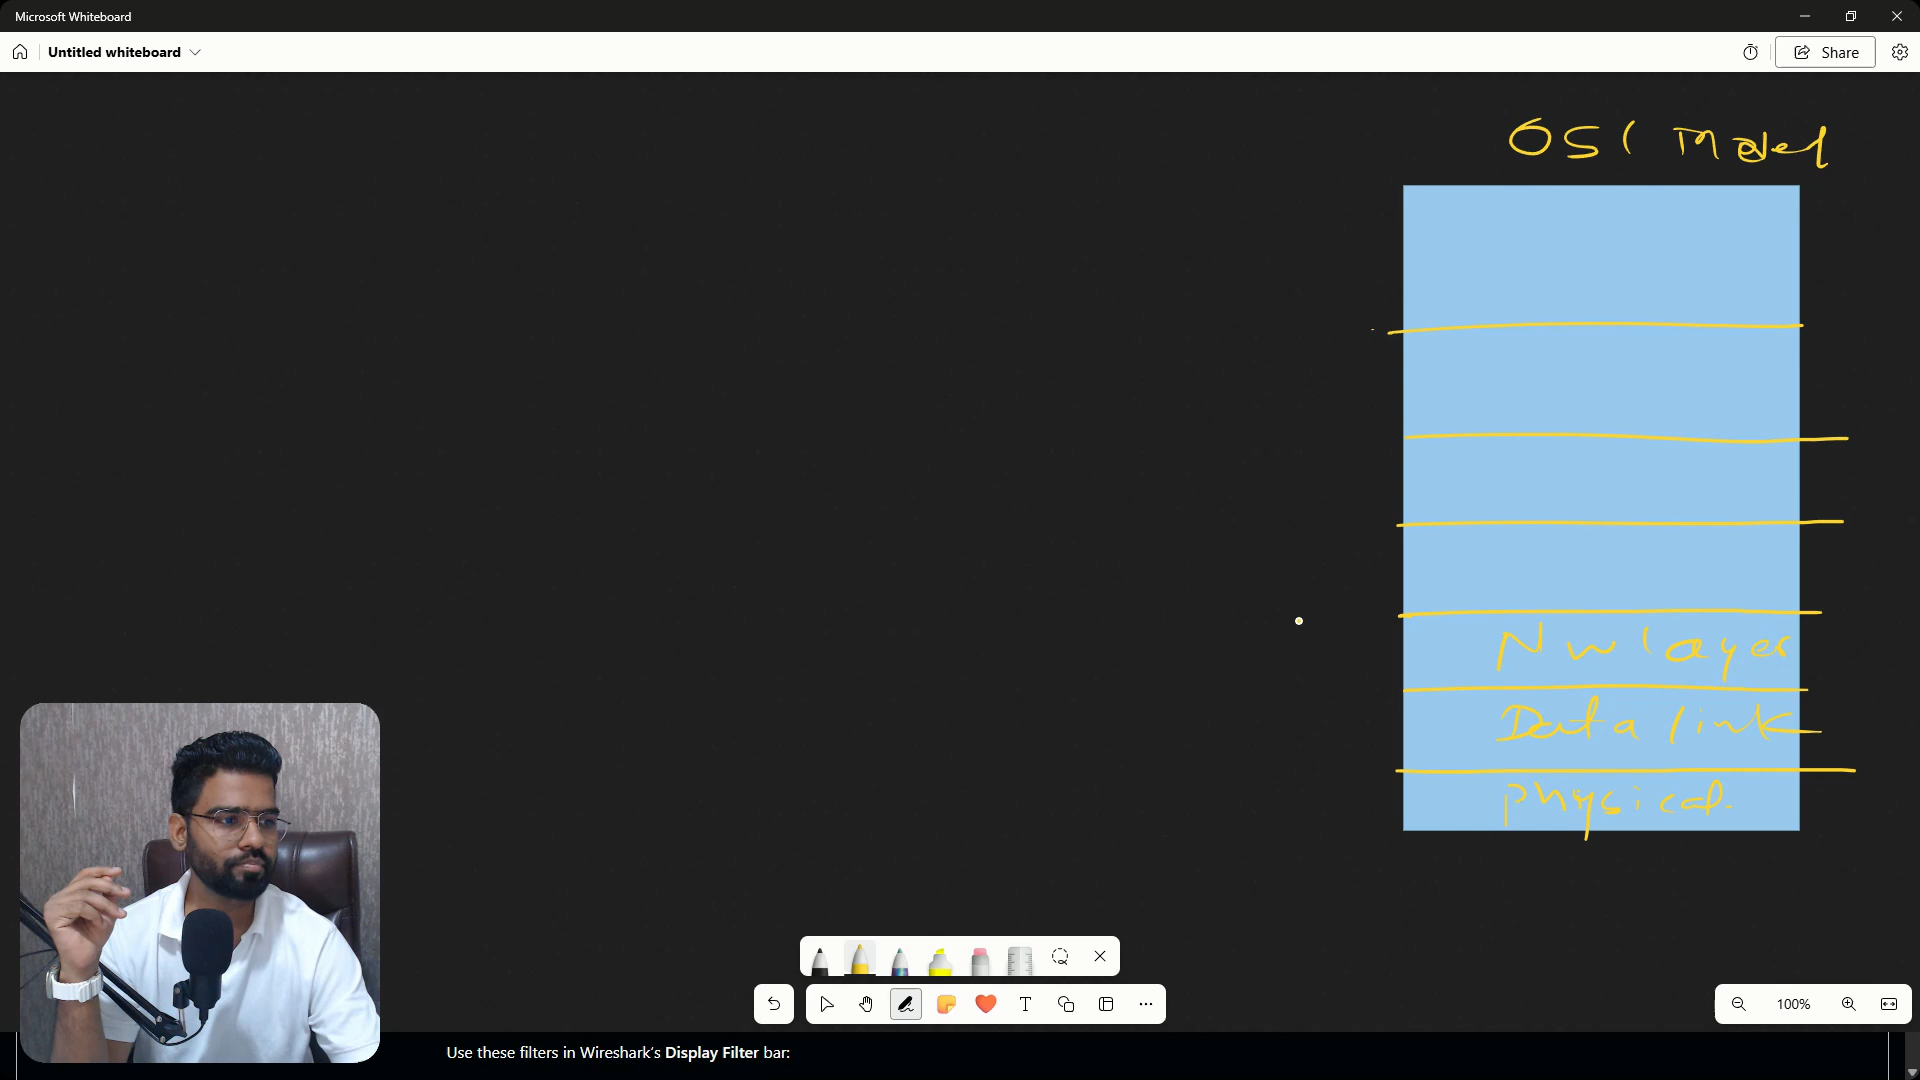 Microsoft Whiteboard
Untitled whiteboard
Share
OSI Model
NW layer
Data link
physical.
100%
Use these filters in Wireshark's Display Filter bar: